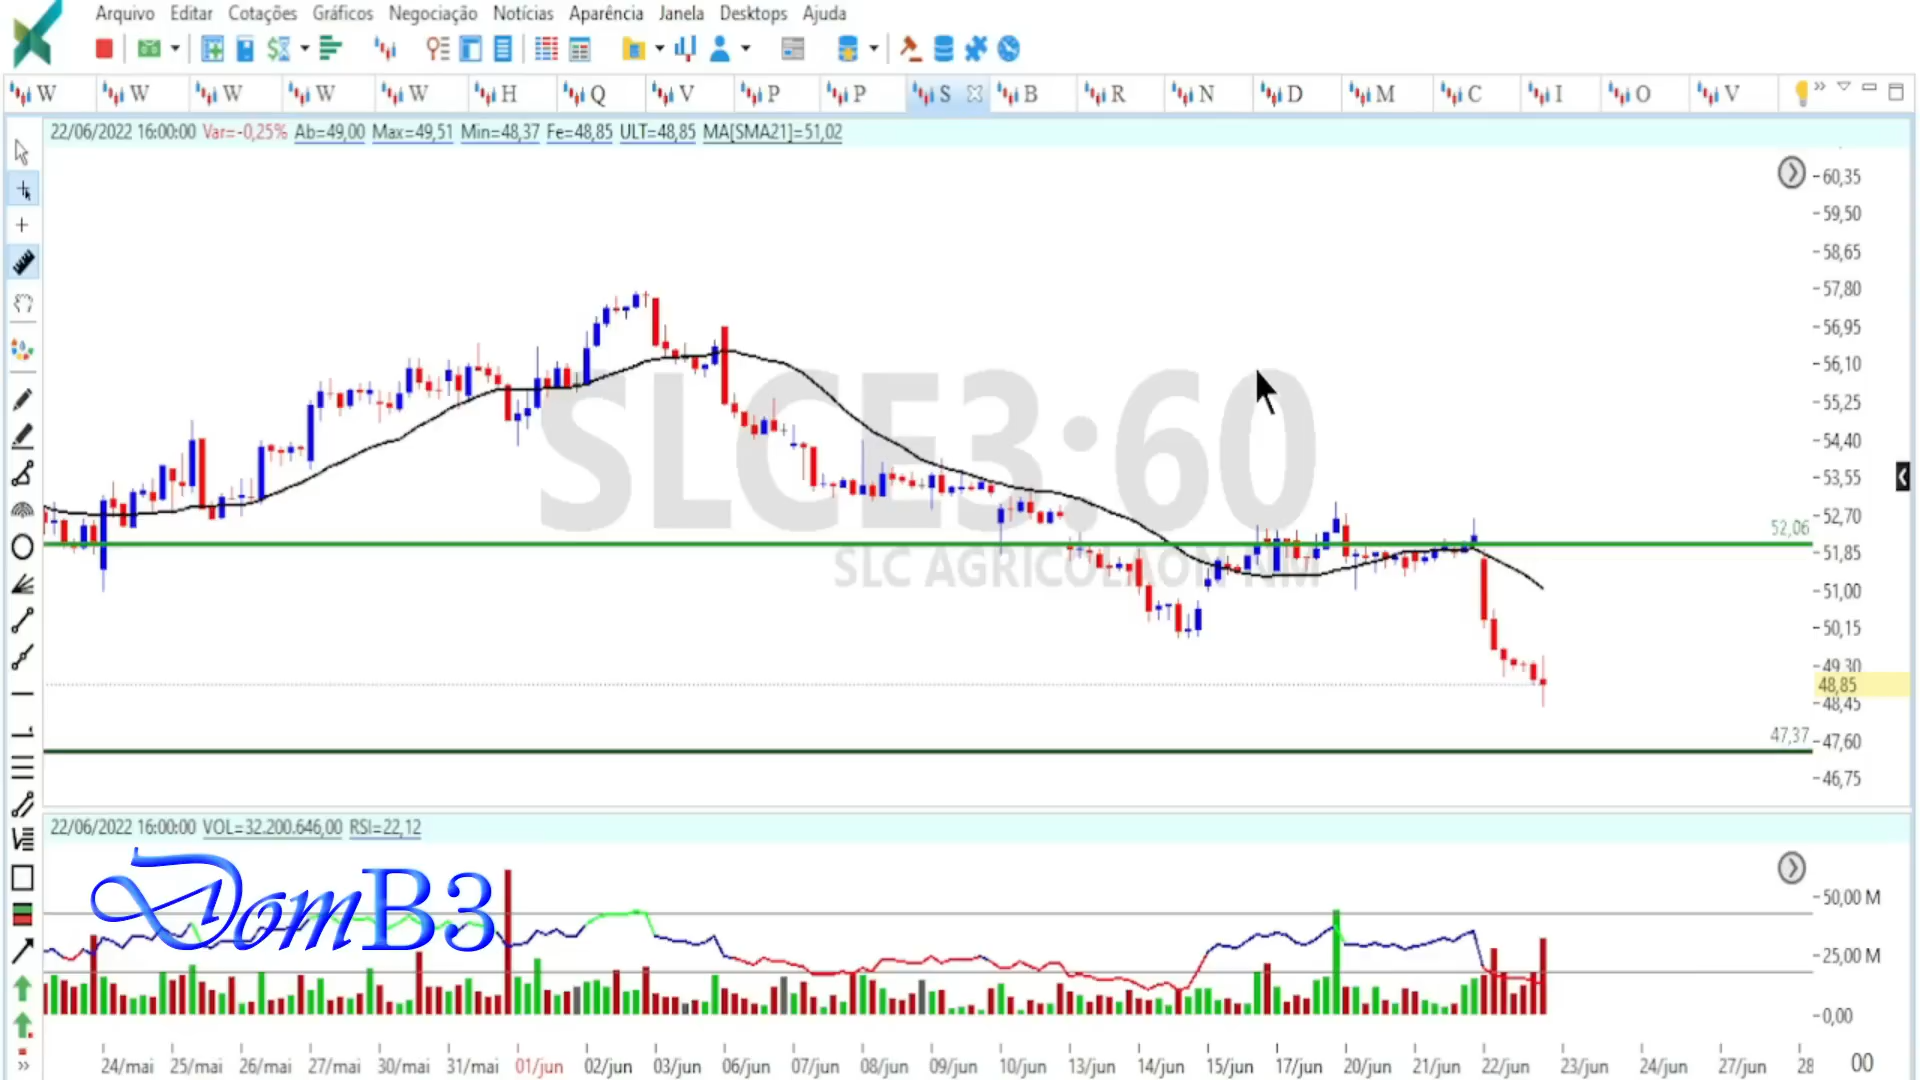 Arquivo Editar Cotações Gráficos Negociação Notícias Aparência Janela Desktops Ajuda
W W W W W H Q V P P S B R N D M C I O V
22/06/2022 16:00:00 Var=-0,25% Ab=49,00 Max=49,51 Min=48,37 Fe=48,85 ULT=48,85 MA[SMA21]=51,02
60,35
59,50
58,65
57,80
56,95
56,10
55,25
54,40
53,55
52,70
52,06
51,85
51,00
50,15
49,30
48,85
48,45
47,37
47,60
46,75
SLCE3:60
SLC AGRICOLA ON NM
22/06/2022 16:00:00 VOL=32.200.646,00 RSI=22,12
DomB3
50,00 M
25,00 M
0,00
24/mai 25/mai 26/mai 27/mai 30/mai 31/mai 01/jun 02/jun 03/jun 06/jun 07/jun 08/jun 09/jun 10/jun 13/jun 14/jun 15/jun 17/jun 20/jun 21/jun 22/jun 23/jun 24/jun 27/jun 28
00